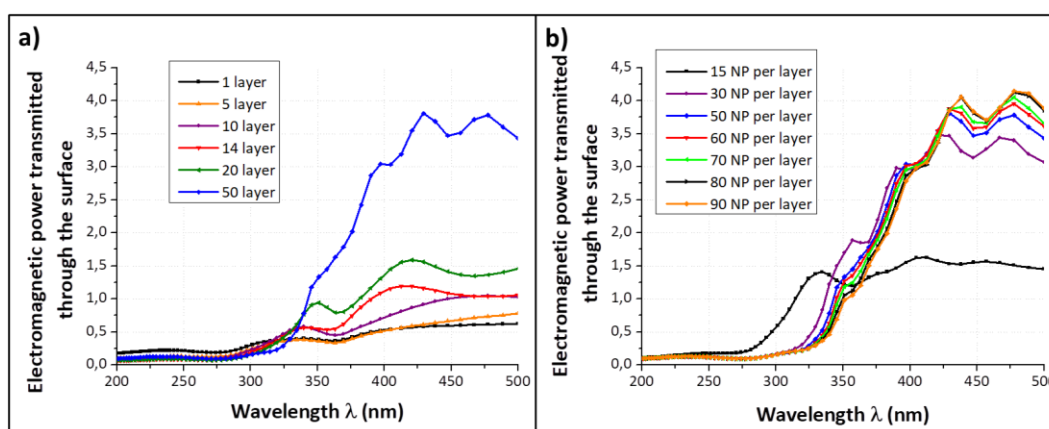 a)
Electromagnetic power transmitted
through the surface
4,5
4,0
3,5
3,0
2,5
2,0
1,5
1,0
0,5
0,0
1 layer
5 layer
10 layer
14 layer
20 layer
50 layer
200 250 300 350 400 450 500
Wavelength λ (nm)
b)
Electromagnetic power transmitted
through the surface
4,5
4,0
3,5
3,0
2,5
2,0
1,5
1,0
0,5
0,0
15 NP per layer
30 NP per layer
50 NP per layer
60 NP per layer
70 NP per layer
80 NP per layer
90 NP per layer
200 250 300 350 400 450 500
Wavelength λ (nm)